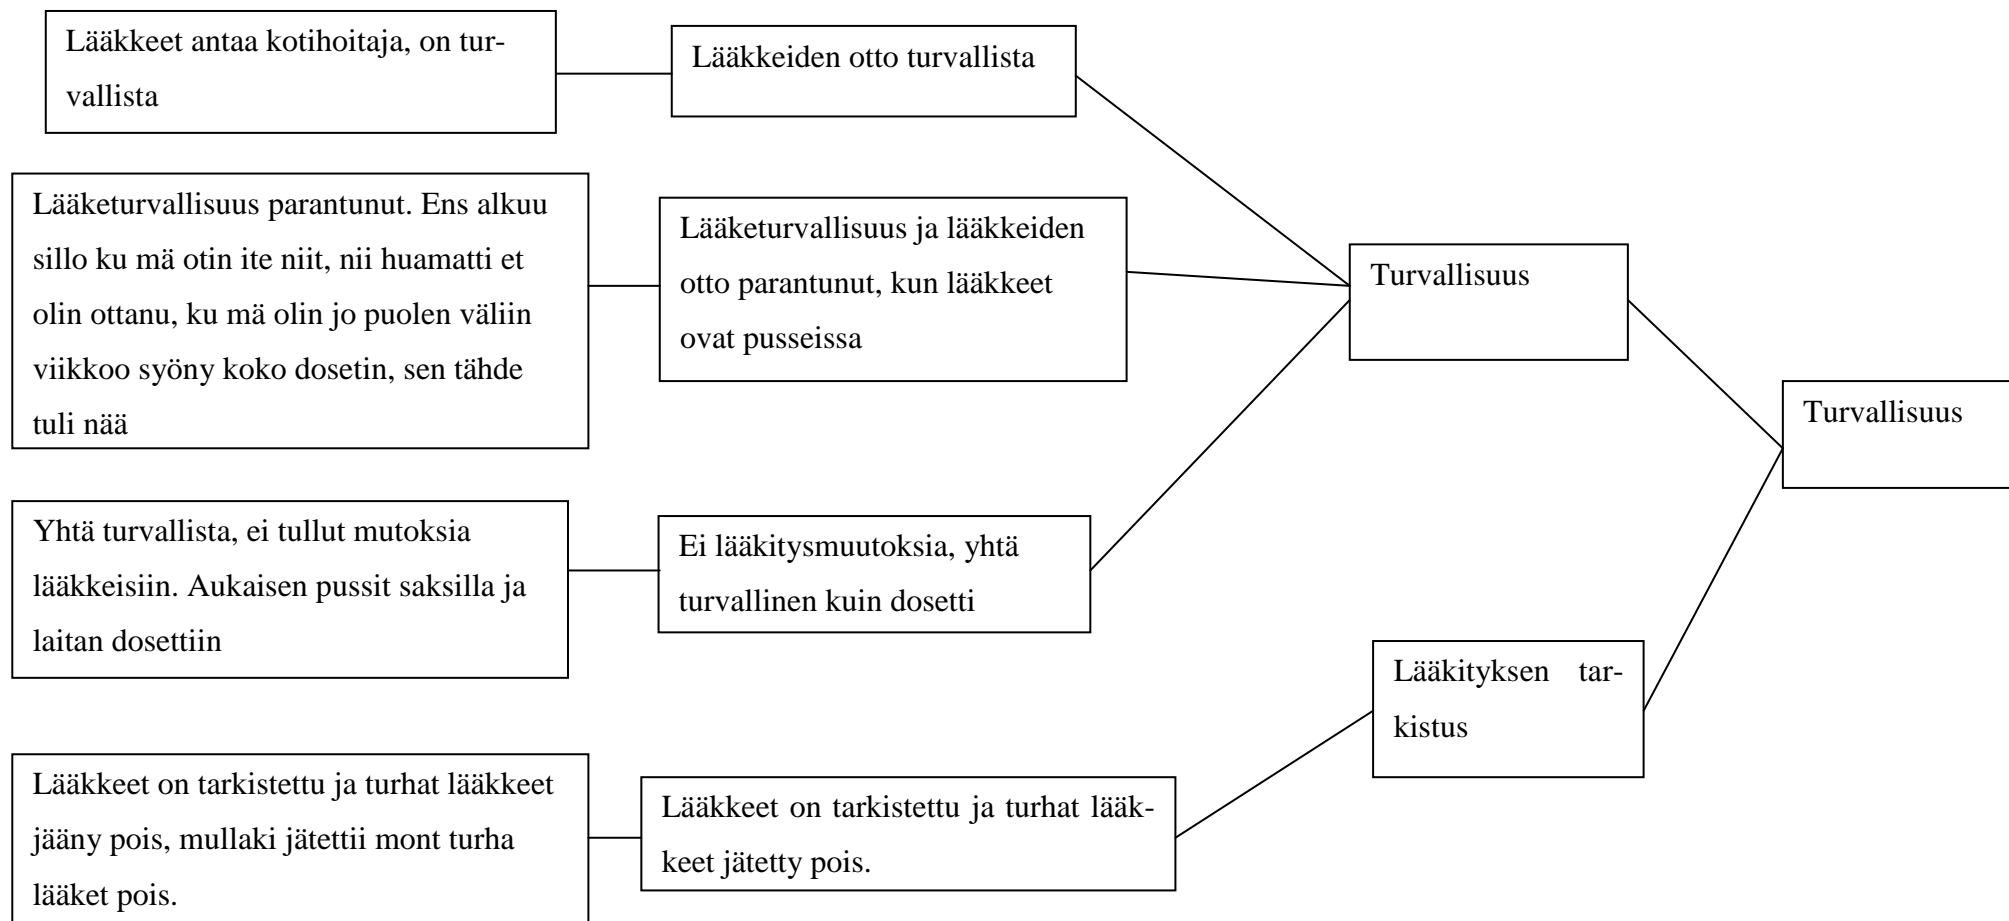 Lääkkeet antaa kotihoitaja, on tur-
vallista
Lääkkeiden otto turvallista
Lääketurvallisuus parantunut. Ens alkuu
sillo ku mä otin ite niit, nii huamatti et
olin ottanu, ku mä olin jo puolen väliin
viikkoo syöny koko dosetin, sen tähde
tuli nää
Lääketurvallisuus ja lääkkeiden
otto parantunut, kun lääkkeet
ovat pusseissa
Turvallisuus
Turvallisuus
Yhtä turvallista, ei tullut mutoksia
lääkkeisiin. Aukaisen pussit saksilla ja
laitan dosettiin
Ei lääkitysmuutoksia, yhtä
turvallinen kuin dosetti
Lääkityksen tar-
kistus
Lääkkeet on tarkistettu ja turhat lääkkeet
jääny pois, mullaki jätettii mont turha
lääket pois.
Lääkkeet on tarkistettu ja turhat lääk-
keet jätetty pois.